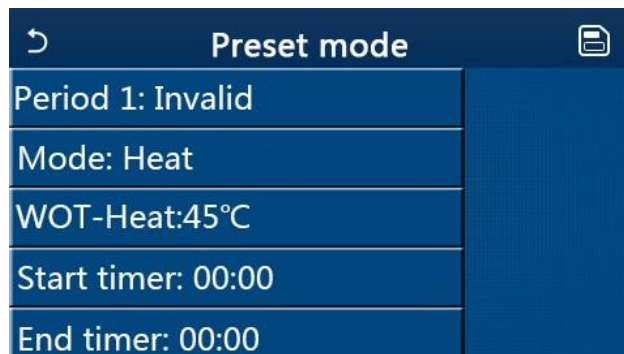 Preset mode
Period 1: Invalid
Mode: Heat
WOT-Heat:45℃
Start timer: 00:00
End timer: 00:00